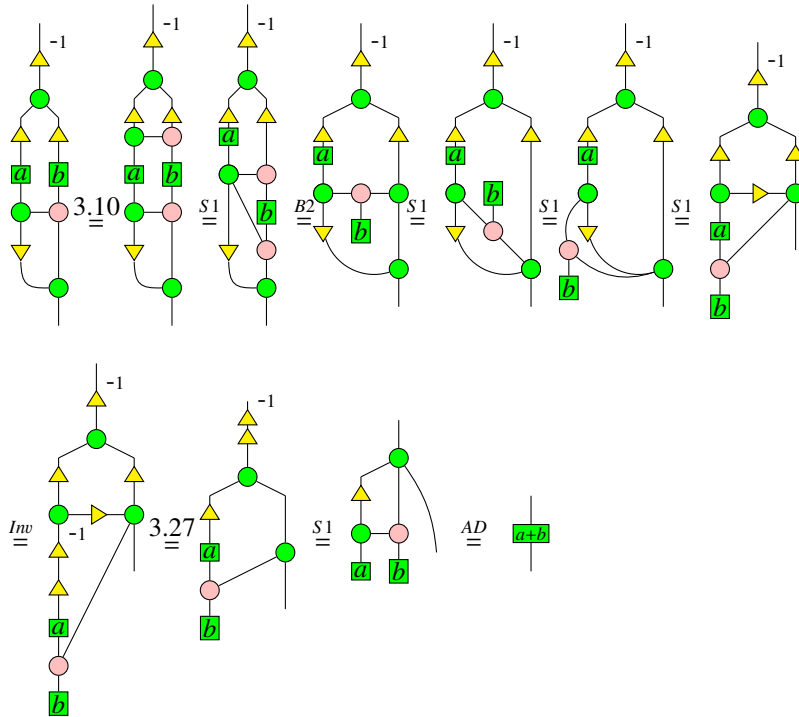 -1 -1 -1 -1 -1 -1 -1
a b 3.10 = a b S1 = a b B2 = a b S1 = a b S1 = a b S1 = a b
-1 -1
Inv = -1 a b 3.27 = a b S1 = a b AD = a+b